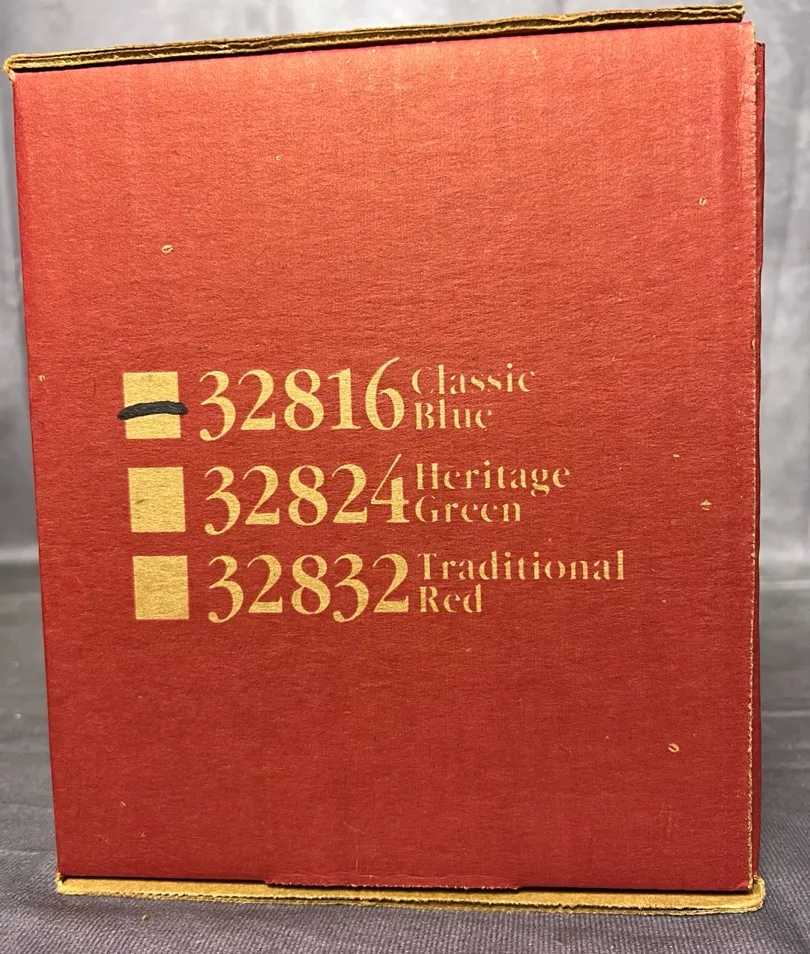 32816 Classic Blue
32824 Heritage Green
32832 Traditional Red